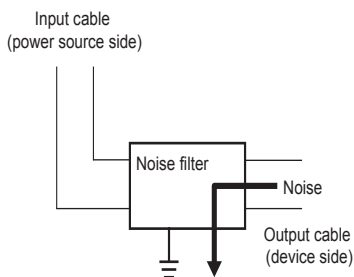 Input cable
(power source side)
Noise filter
Noise
Output cable
(device side)